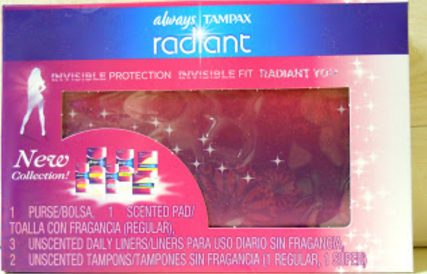 always TAMPAX
radiant
INVISIBLE PROTECTION INVISIBLE FIT RADIANT YOU
New
Collection!
1 PURSE/BOLSA, 1 SCENTED PAD/
TOALLA CON FRAGANCIA (REGULAR),
3 UNSCENTED DAILY LINERS/LINERS PARA USO DIARIO SIN FRAGANCIA,
2 UNSCENTED TAMPONS/TAMPONES SIN FRAGANCIA (1 REGULAR, 1 SUPER)